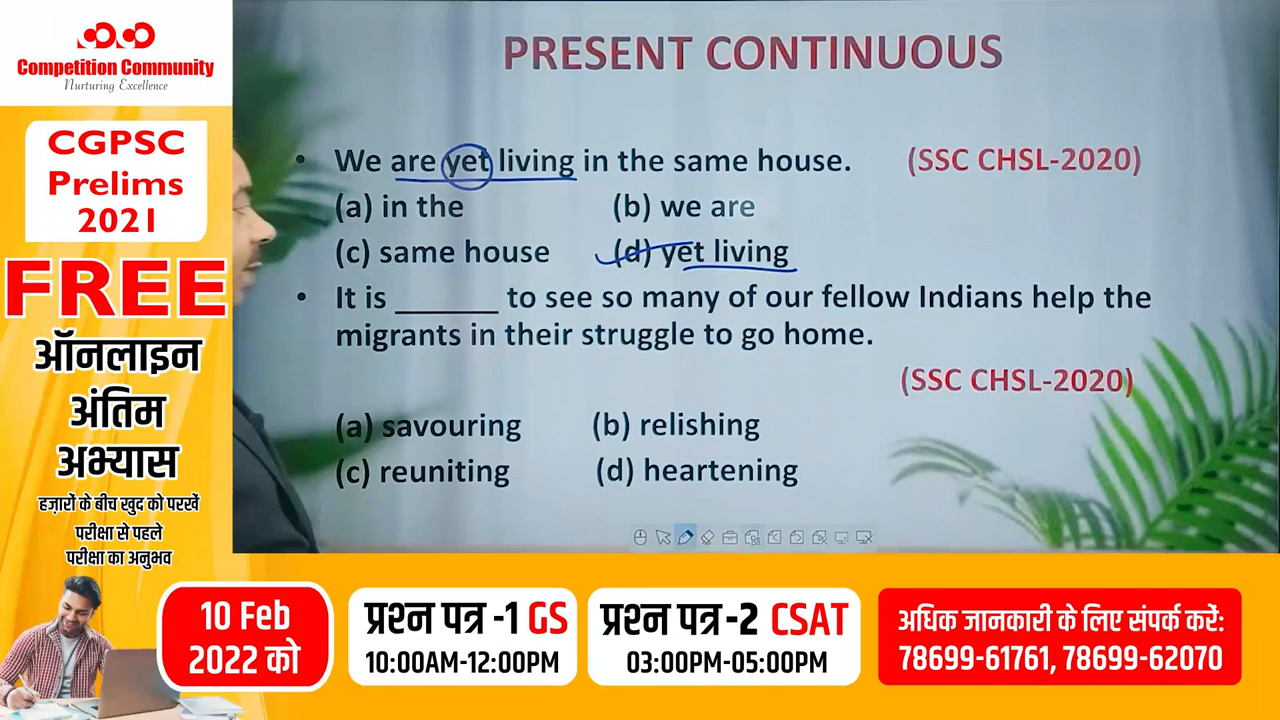 Competition Community
Nurturing Excellence
CGPSC
Prelims
2021
FREE
ऑनलाइन
अंतिम
अभ्यास
हज़ारों के बीच खुद को परखें
परीक्षा से पहले
परीक्षा का अनुभव
PRESENT CONTINUOUS
• We are yet living in the same house. (SSC CHSL-2020)
(a) in the (b) we are
(c) same house (d) yet living
• It is ______ to see so many of our fellow Indians help the
migrants in their struggle to go home.
(SSC CHSL-2020)
(a) savouring (b) relishing
(c) reuniting (d) heartening
10 Feb
2022 को
प्रश्न पत्र -1 GS
10:00AM-12:00PM
प्रश्न पत्र-2 CSAT
03:00PM-05:00PM
अधिक जानकारी के लिए संपर्क करें:
78699-61761, 78699-62070